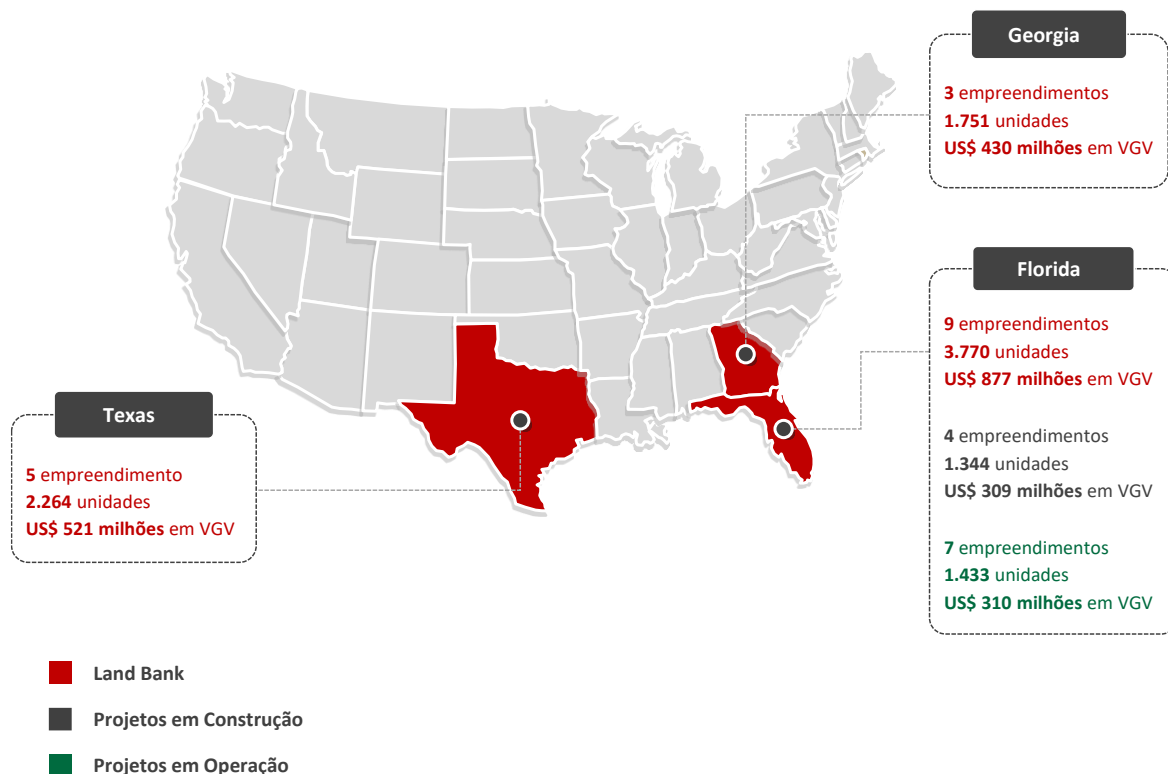 Georgia
3 empreendimentos
1.751 unidades
US$ 430 milhões em VGV
Florida
9 empreendimentos
3.770 unidades
US$ 877 milhões em VGV
4 empreendimentos
1.344 unidades
US$ 309 milhões em VGV
7 empreendimentos
1.433 unidades
US$ 310 milhões em VGV
Texas
5 empreendimento
2.264 unidades
US$ 521 milhões em VGV
Land Bank
Projetos em Construção
Projetos em Operação